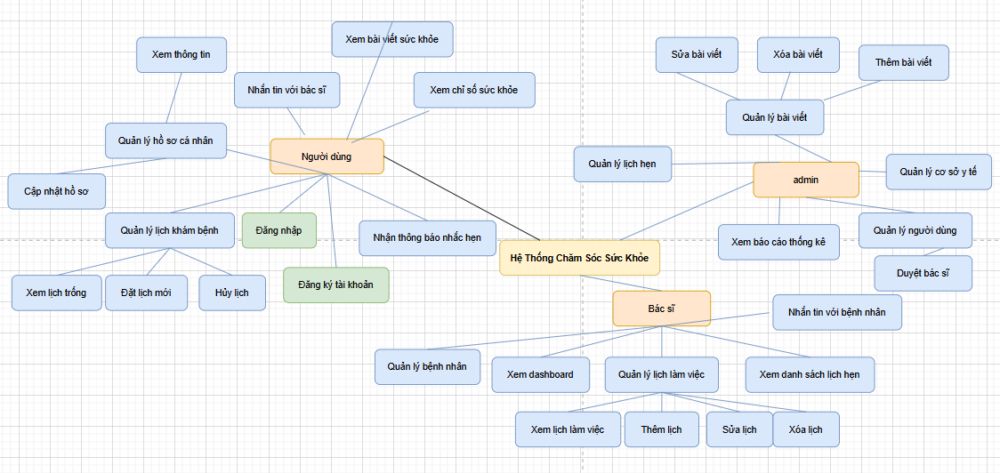 Xem bài viết sức khỏe
Xem thông tin
Sửa bài viết
Xóa bài viết
Thêm bài viết
Nhắn tin với bác sĩ
Xem chỉ số sức khỏe
Quản lý bài viết
Quản lý hồ sơ cá nhân
Người dùng
Quản lý lịch hẹn
admin
Quản lý cơ sở y tế
Cập nhật hồ sơ
Quản lý lịch khám bệnh
Đăng nhập
Nhận thông báo nhắc hẹn
Xem báo cáo thống kê
Quản lý người dùng
Hệ Thống Chăm Sóc Sức Khỏe
Duyệt bác sĩ
Đăng ký tài khoản
Xem lịch trống
Đặt lịch mới
Hủy lịch
Bác sĩ
Nhắn tin với bệnh nhân
Quản lý bệnh nhân
Xem dashboard
Quản lý lịch làm việc
Xem danh sách lịch hẹn
Xem lịch làm việc
Thêm lịch
Sửa lịch
Xóa lịch